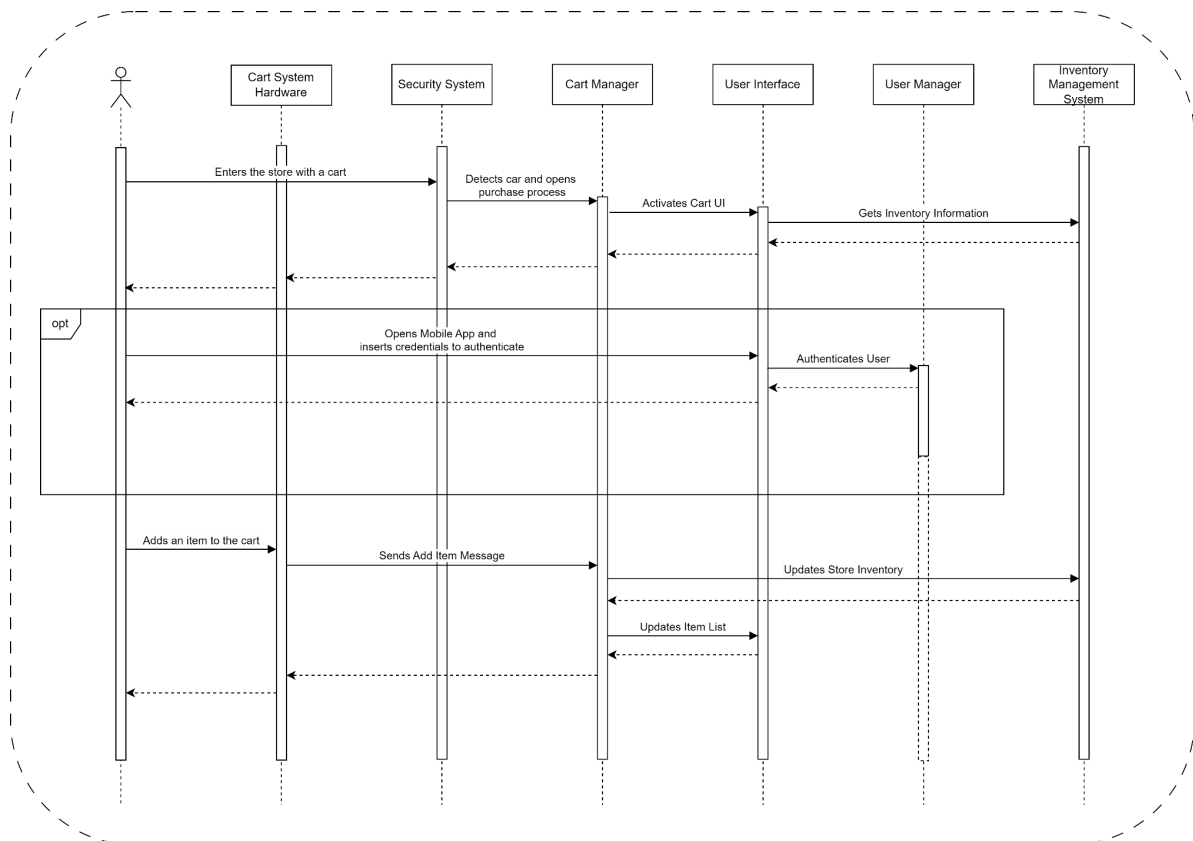 Cart System
Hardware
Security System
Cart Manager
User Interface
User Manager
Inventory
Management
System
Enters the store with a cart
Detects car and opens
purchase process
Activates Cart UI
Gets Inventory Information
opt
Opens Mobile App and
inserts credentials to authenticate
Authenticates User
Adds an item to the cart
Sends Add Item Message
Updates Store Inventory
Updates Item List